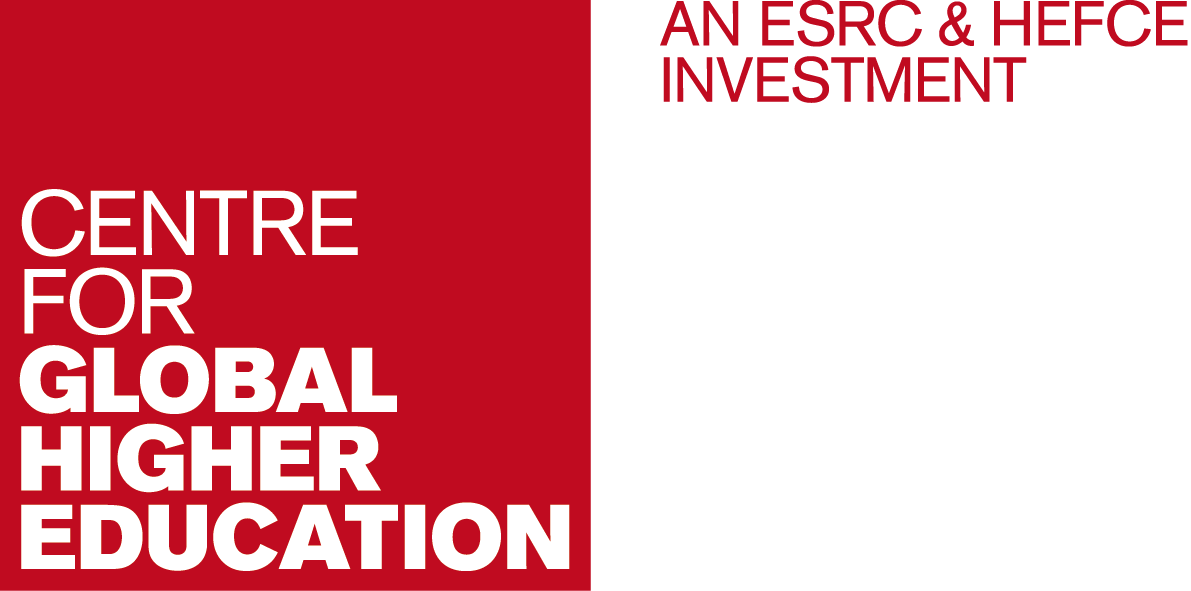 CENTRE
FOR
GLOBAL
HIGHER
EDUCATION
AN ESRC & HEFCE
INVESTMENT